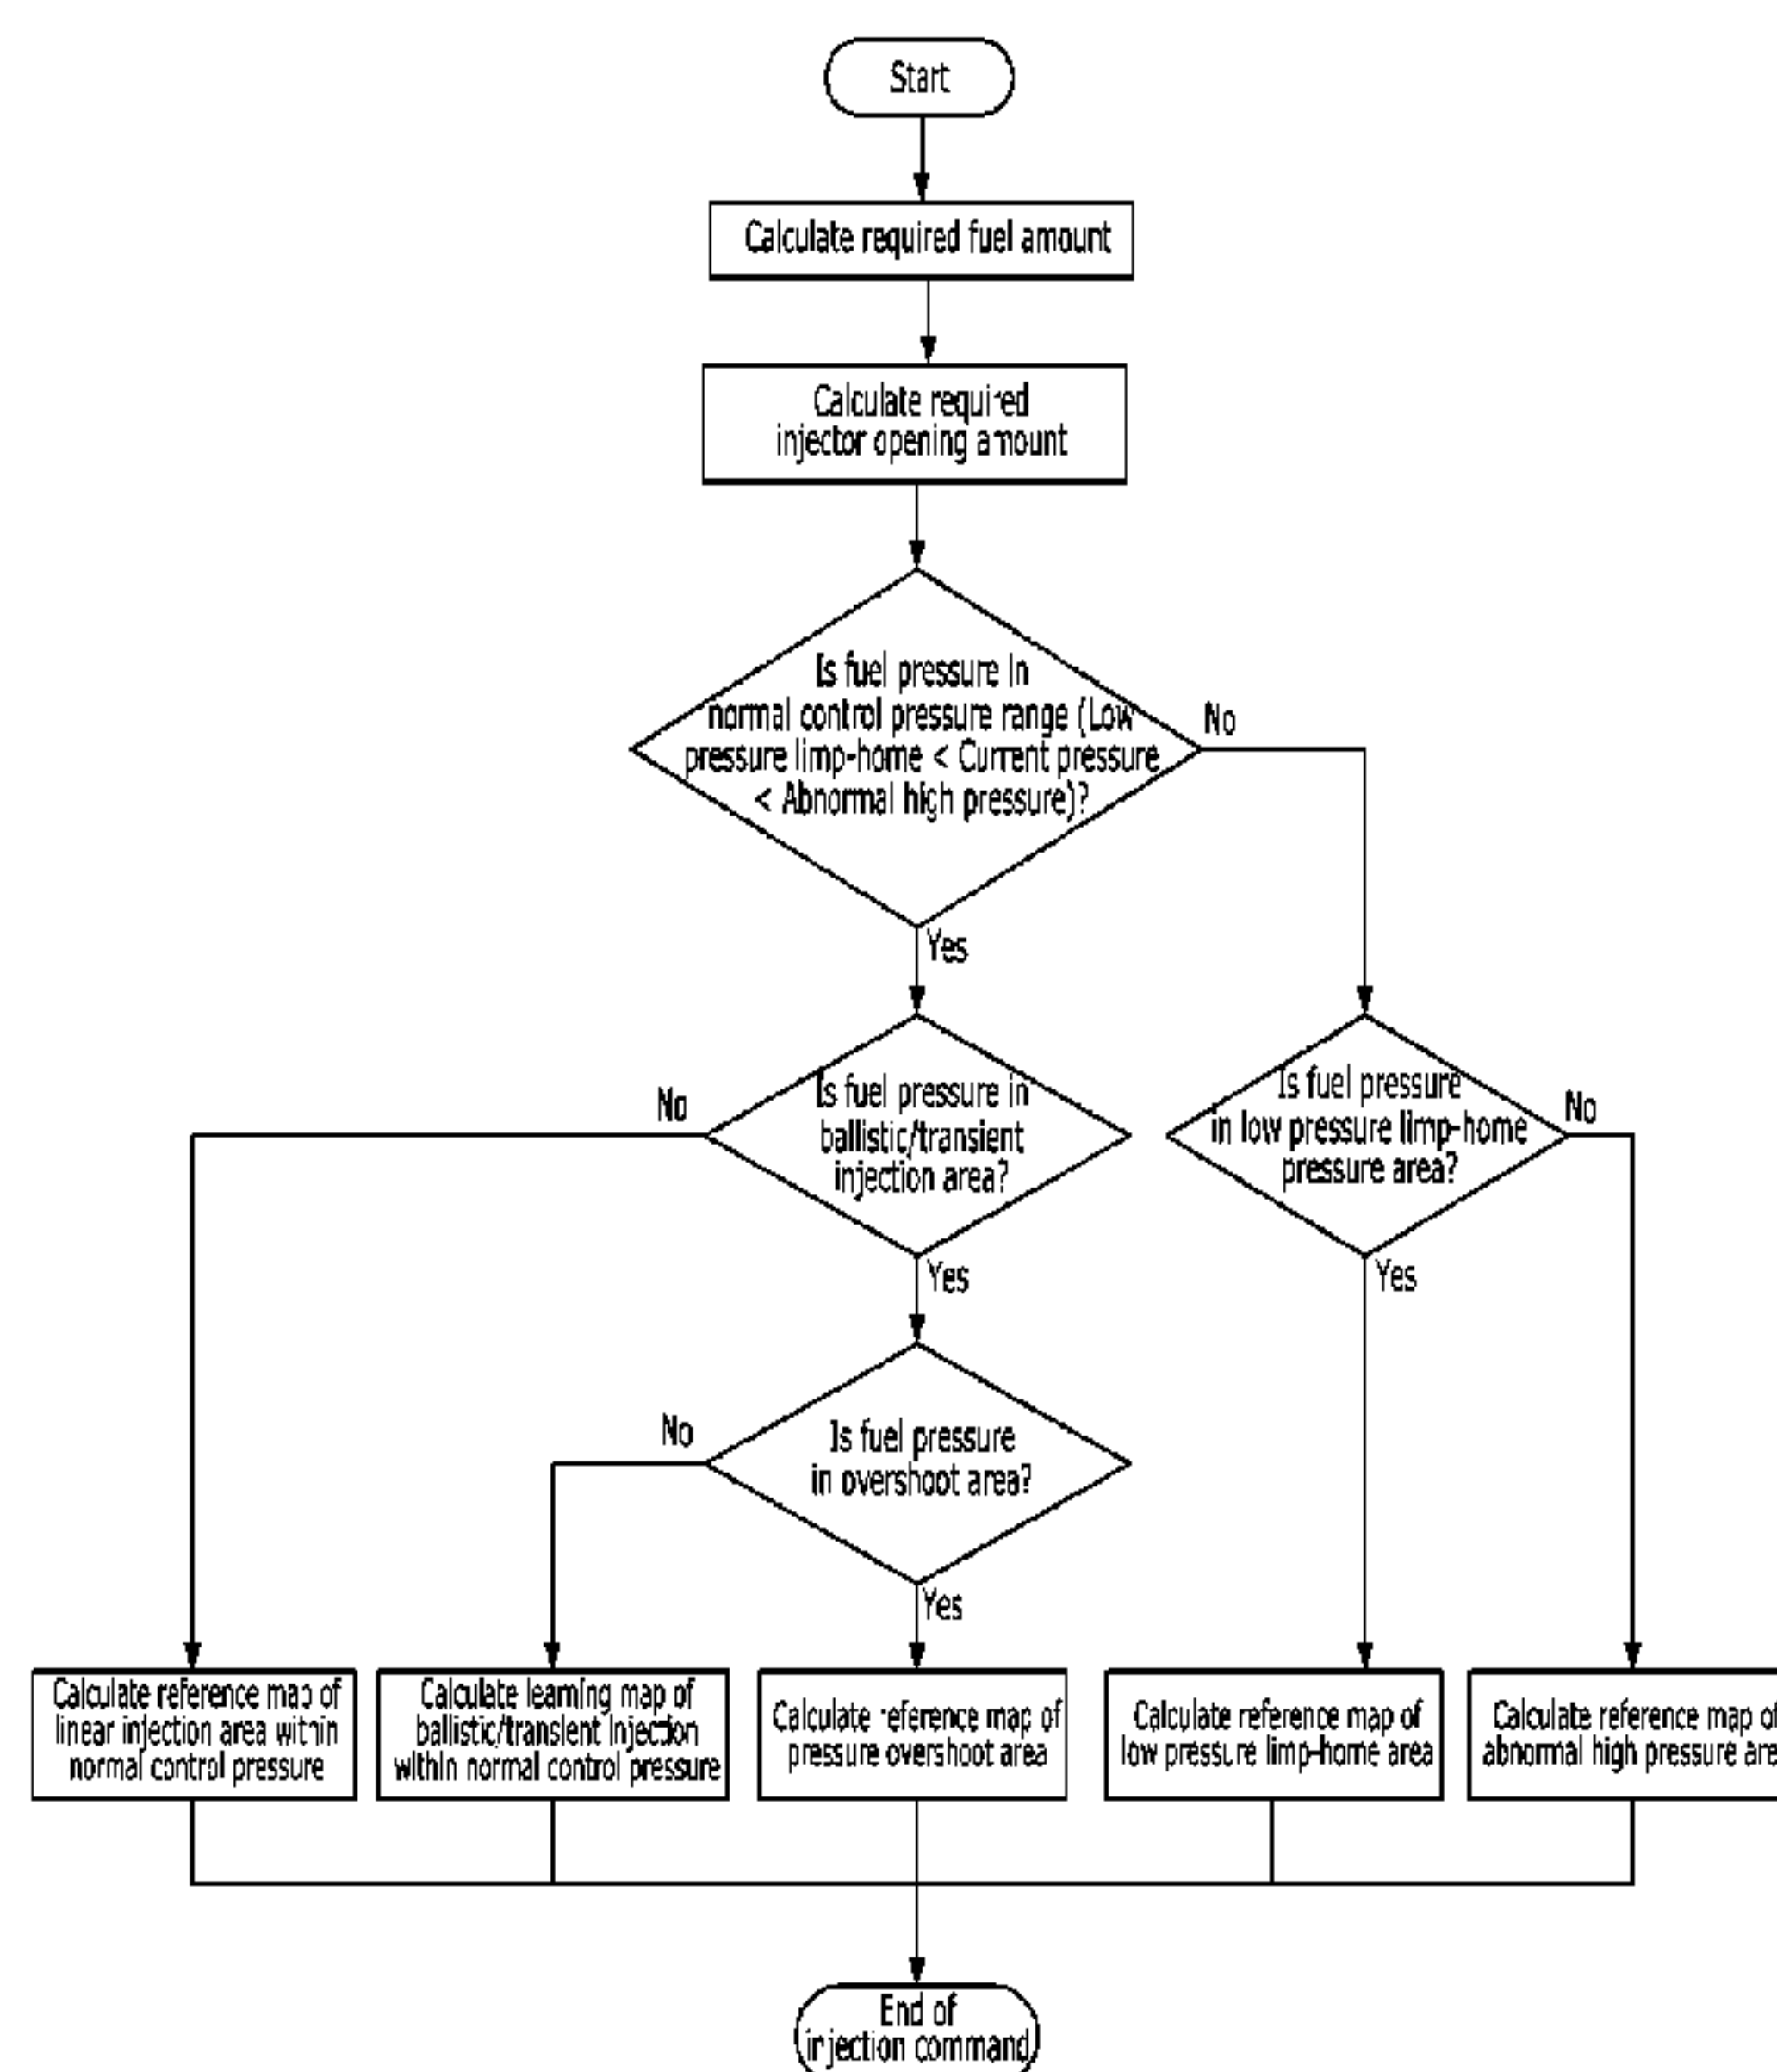 Start
Calculate required fuel amount
Calculate required
injector opening amount
Is fuel pressure in
normal control pressure range (Low
pressure limp-home < Current pressure
< Abnormal high pressure)?
No
Yes
Is fuel pressure in
ballistic/transient
injection area?
No
Yes
Is fuel pressure
in low pressure limp-home
pressure area?
No
Yes
Is fuel pressure
in overshoot area?
No
Yes
Calculate reference map of
linear injection area within
normal control pressure
Calculate learning map of
ballistic/transient Injection
within normal control pressure
Calculate reference map of
pressure overshoot area
Calculate reference map of
low pressure limp-home area
Calculate reference map of
abnormal high pressure area
End of
injection command